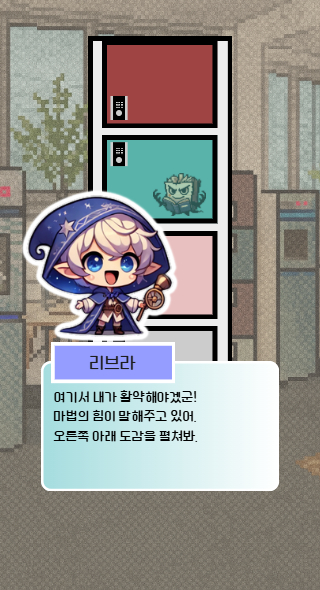 리브라
여기서 내가 활약해야겠군!
마법의 힘이 말해주고 있어.
오른쪽 아래 도감을 펼쳐봐.